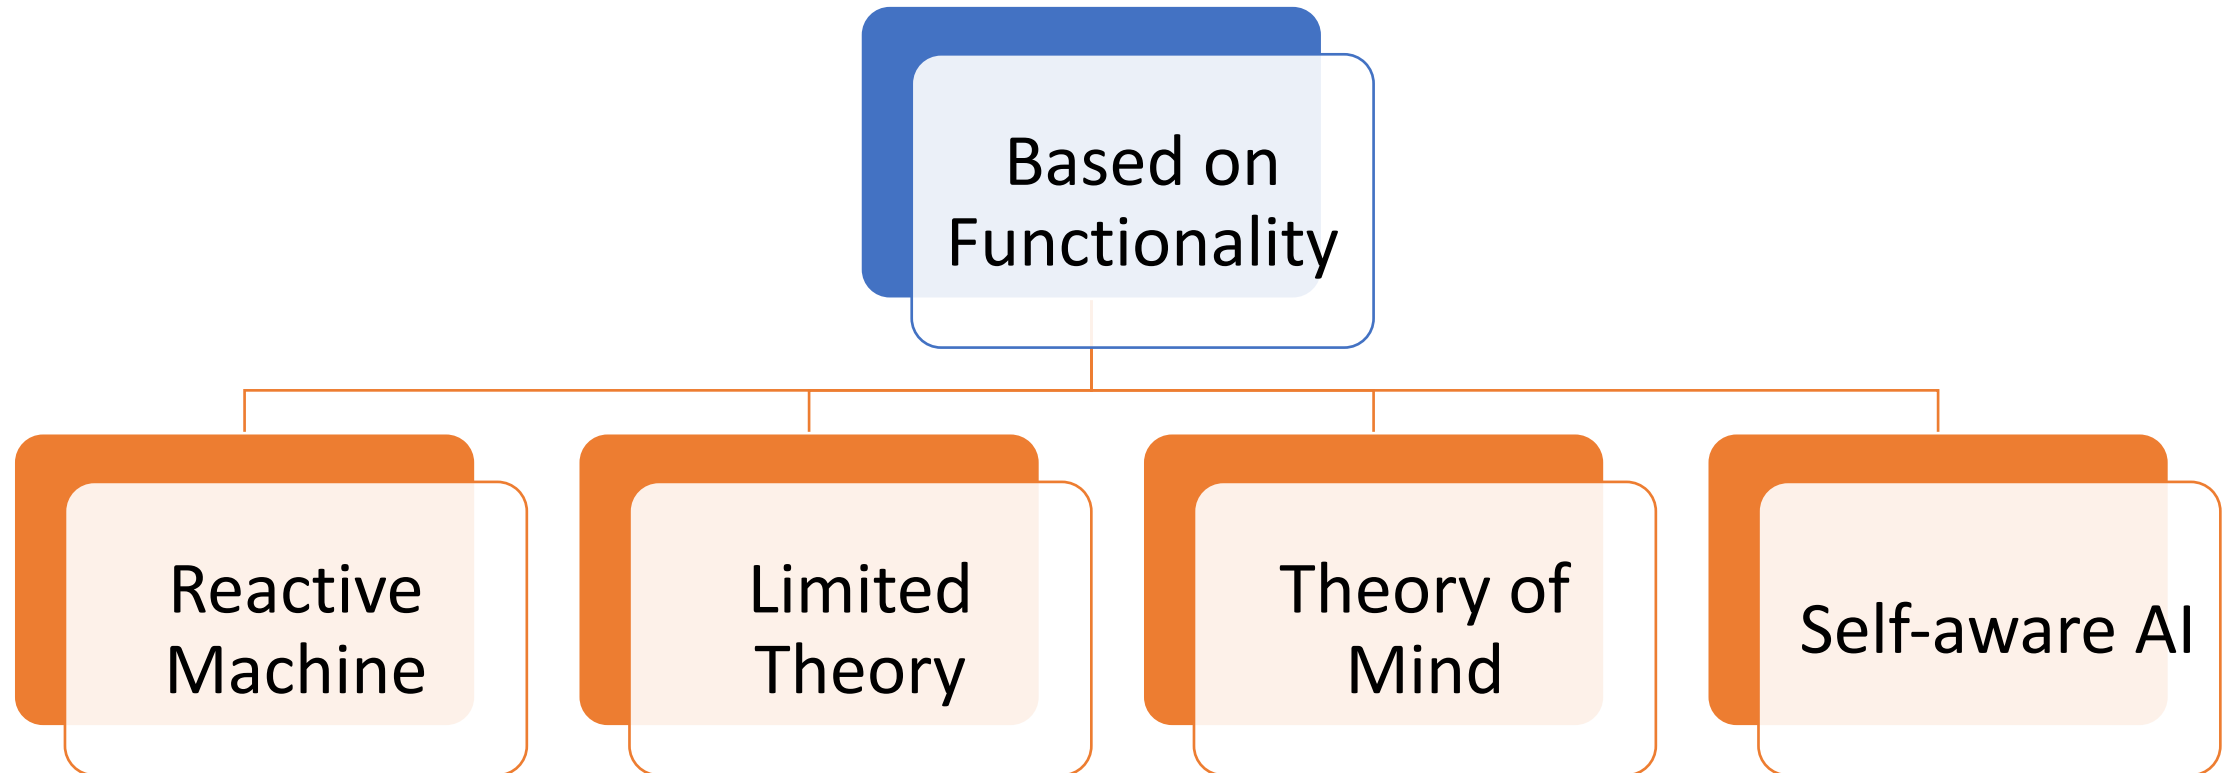 Based on
Functionality
Reactive
Machine
Limited
Theory
Theory of
Mind
Self-aware AI